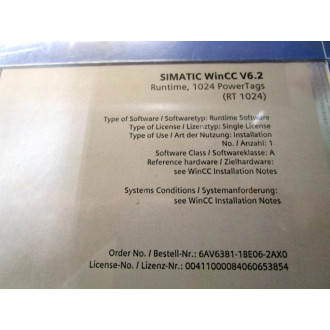 SIMATIC WinCC V6.2
Runtime, 1024 PowerTags
(RT 1024)
Type of Software / Softwaretyp: Runtime Software
Type of License / Lizenztyp: Single License
Type of Use / Art der Nutzung: Installation
No. / Anzahl: 1
Software Class / Softwareklasse: A
Reference hardware / Zielhardware:
see WinCC Installation Notes
Systems Conditions / Systemanforderung:
see WinCC Installation Notes
Order No. / Bestell-Nr.: 6AV6381-1BE06-2AX0
License-No. / Lizenz-Nr.: 00411000084060653854